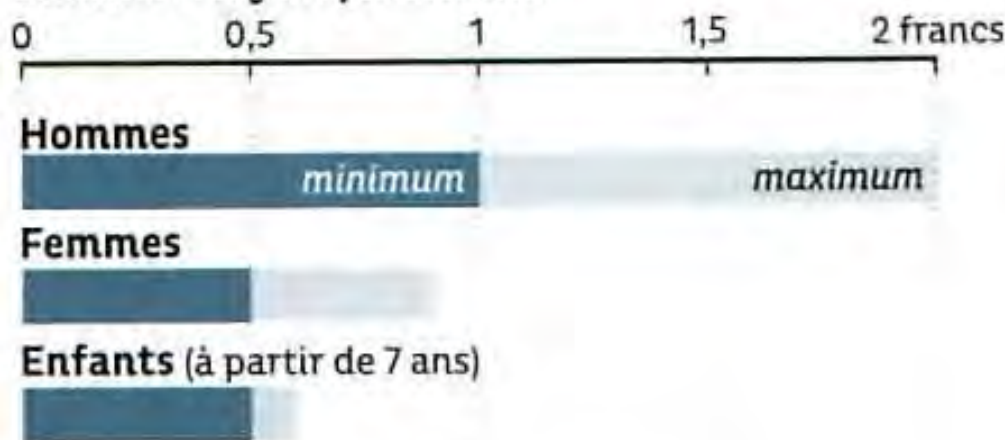 0 0,5 1 1,5 2 francs
Hommes
minimum maximum
Femmes
Enfants (à partir de 7 ans)